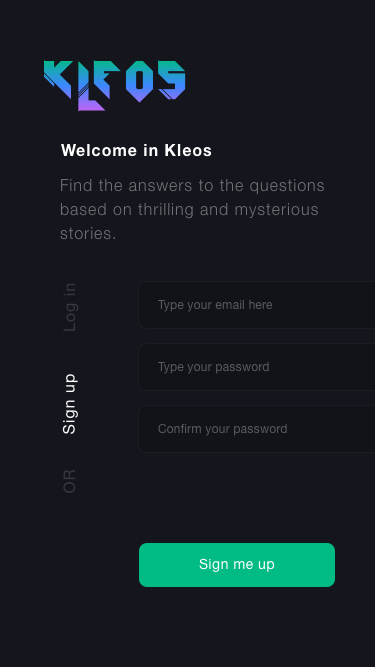 KLEOS
Welcome in Kleos
Find the answers to the questions
based on thrilling and mysterious
stories.
Log in
Sign up
OR
Type your email here
Type your password
Confirm your password
Sign me up